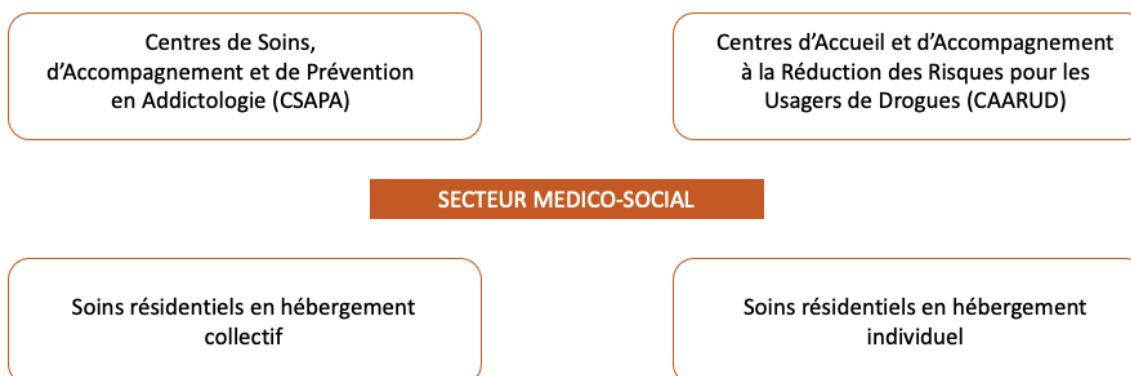 Centres de Soins,
d'Accompagnement et de Prévention
en Addictologie (CSAPA)
Centres d'Accueil et d'Accompagnement
à la Réduction des Risques pour les
Usagers de Drogues (CAARUD)
SECTEUR MEDICO-SOCIAL
Soins résidentiels en hébergement
collectif
Soins résidentiels en hébergement
individuel